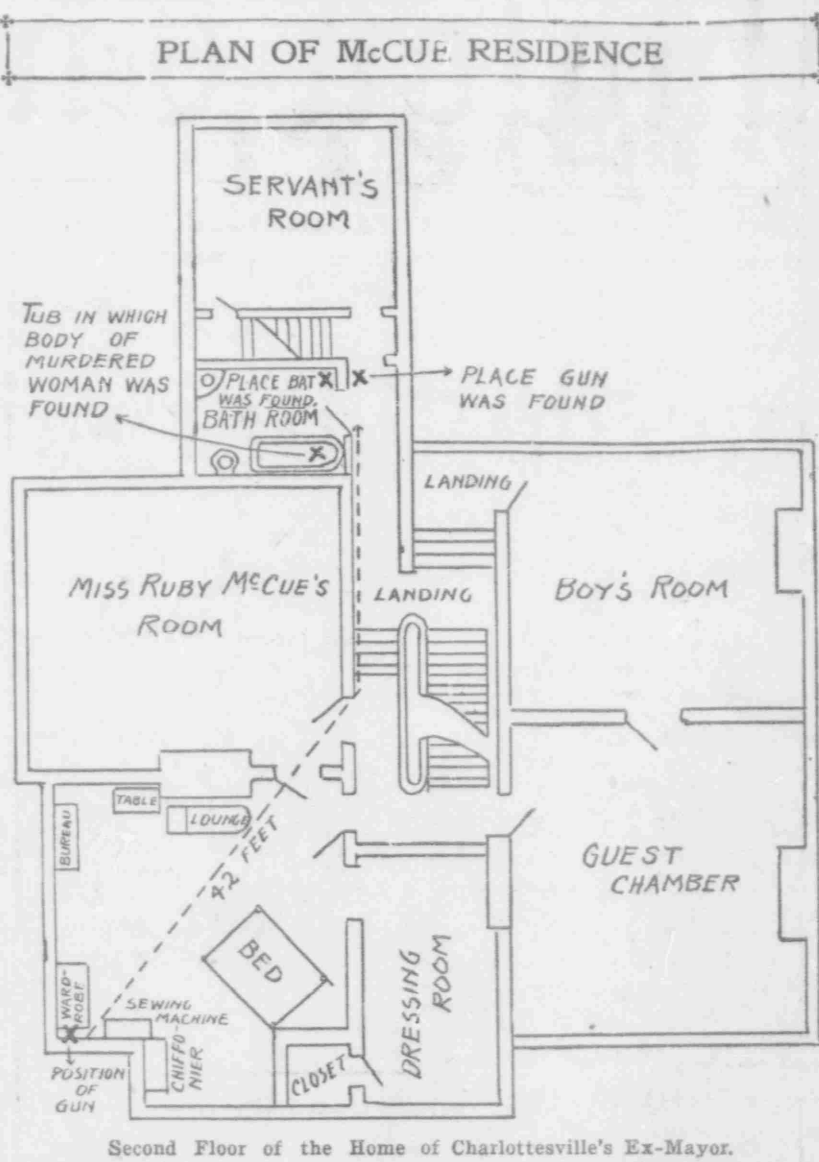 PLAN OF McCUE RESIDENCE
SERVANT'S
ROOM
TUB IN WHICH
BODY OF
MURDERED
WOMAN WAS
FOUND
PLACE BAT X
WAS FOUND.
BATH ROOM
X
X
PLACE GUN
WAS FOUND
LANDING
MISS RUBY McCUE'S
ROOM
LANDING
BOY'S ROOM
TABLE
LOUNGE
BUREAU
42 FEET
GUEST
CHAMBER
BED
DRESSING
ROOM
WARD-
ROBE
SEWING
MACHINE
CHIFFO-
NIER
CLOSET
X
POSITION
OF
GUN
Second Floor of the Home of Charlottesville's Ex-Mayor.